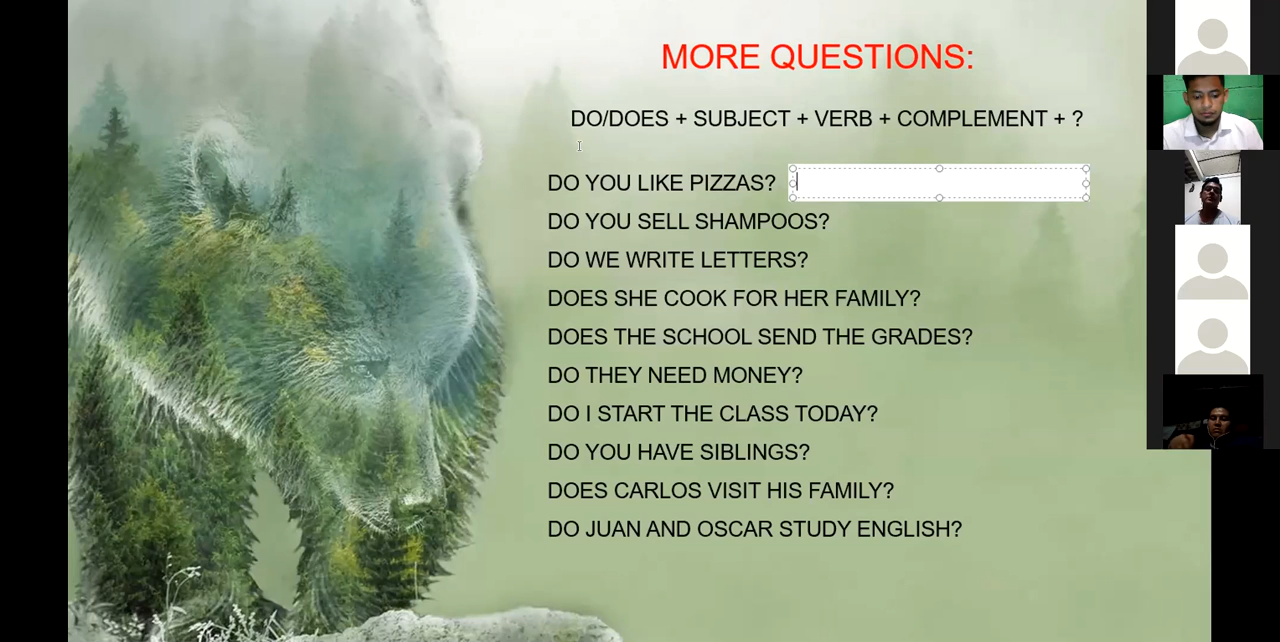 MORE QUESTIONS:
DO/DOES + SUBJECT + VERB + COMPLEMENT + ?
DO YOU LIKE PIZZAS?
DO YOU SELL SHAMPOOS?
DO WE WRITE LETTERS?
DOES SHE COOK FOR HER FAMILY?
DOES THE SCHOOL SEND THE GRADES?
DO THEY NEED MONEY?
DO I START THE CLASS TODAY?
DO YOU HAVE SIBLINGS?
DOES CARLOS VISIT HIS FAMILY?
DO JUAN AND OSCAR STUDY ENGLISH?